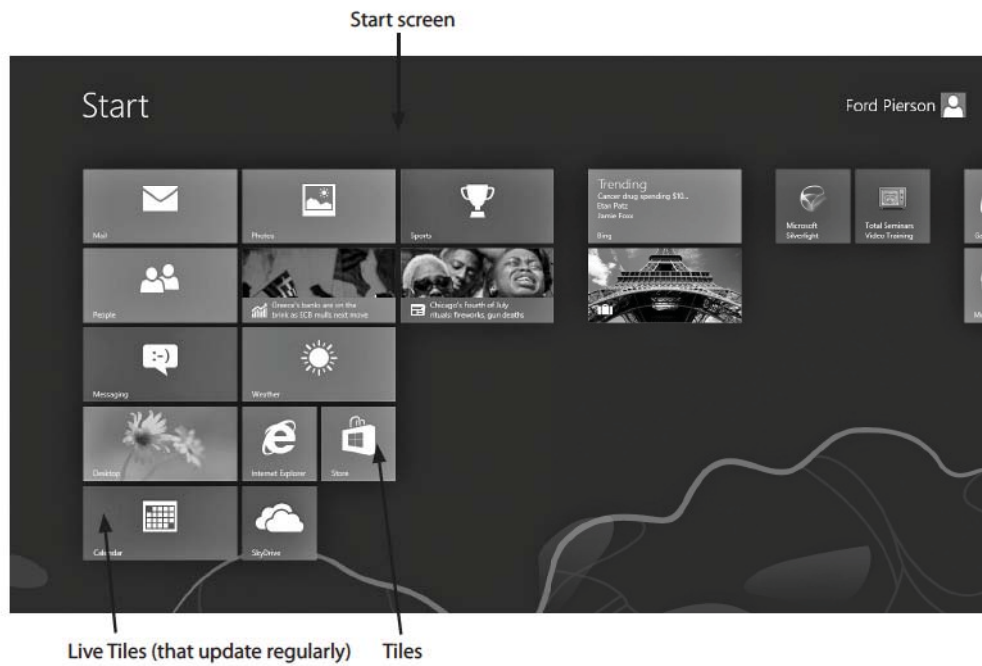 Start screen
Start
Ford Pierson
Mail
Photos
Sports
Trending
Cancer drug spending $10...
Etan Patz
Jamie Foxx
Bing
Microsoft
Silverlight
Total Seminars
Video Training
People
Greece's banks are on the
brink as ECB mulls next move
Chicago's Fourth of July
rituals: fireworks, gun deaths
Messaging
Weather
Desktop
Internet Explorer
Store
Calendar
SkyDrive
Live Tiles (that update regularly)
Tiles